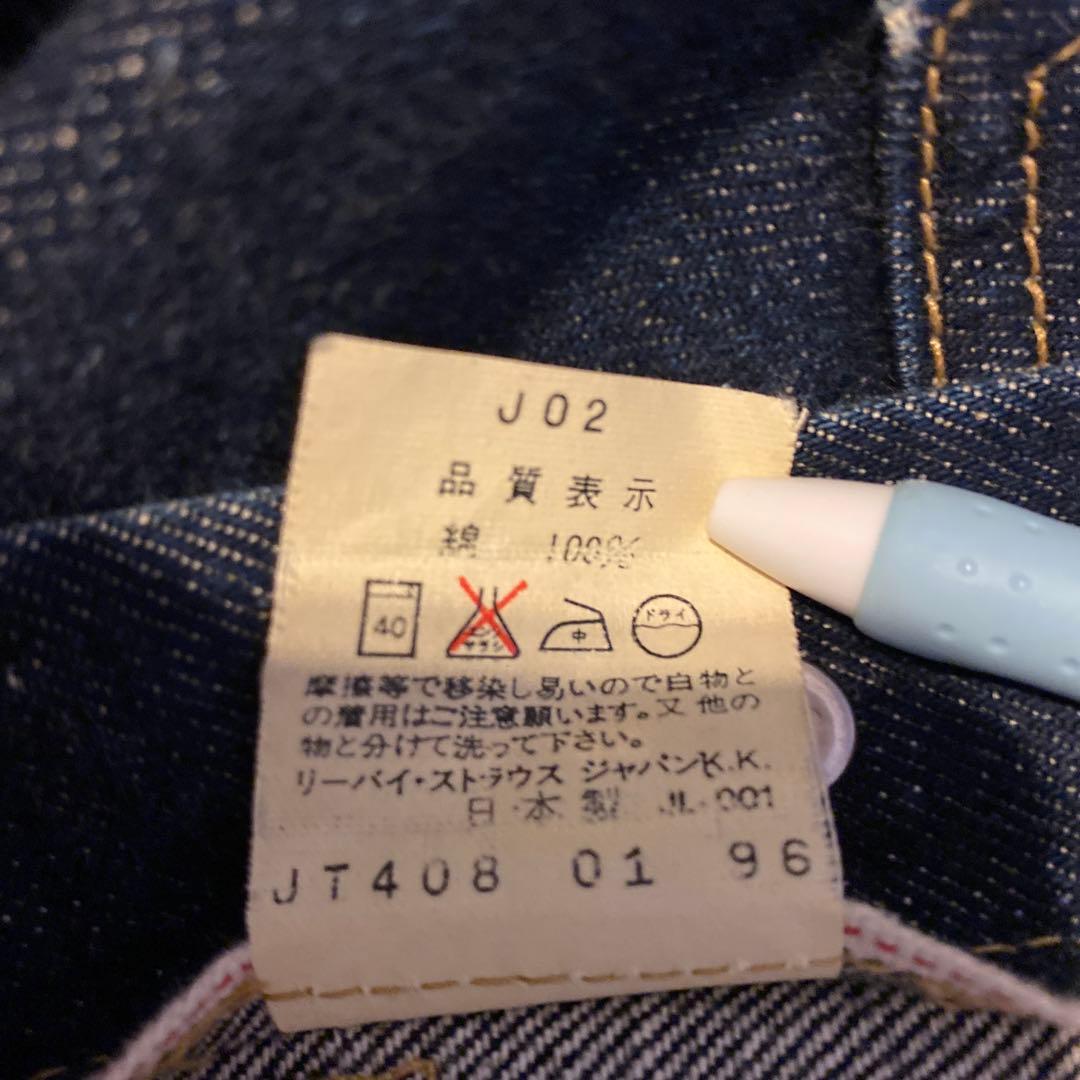 J02
品質表示
綿 100%
40 エンソサラシ 中 ドライ
摩擦等で移染し易いので白物と
の着用はご注意願います。又他の
物と分けて洗って下さい。
リーバイ・ストラウス ジャパンK.K.
日本製 JL-001
JT408 01 96